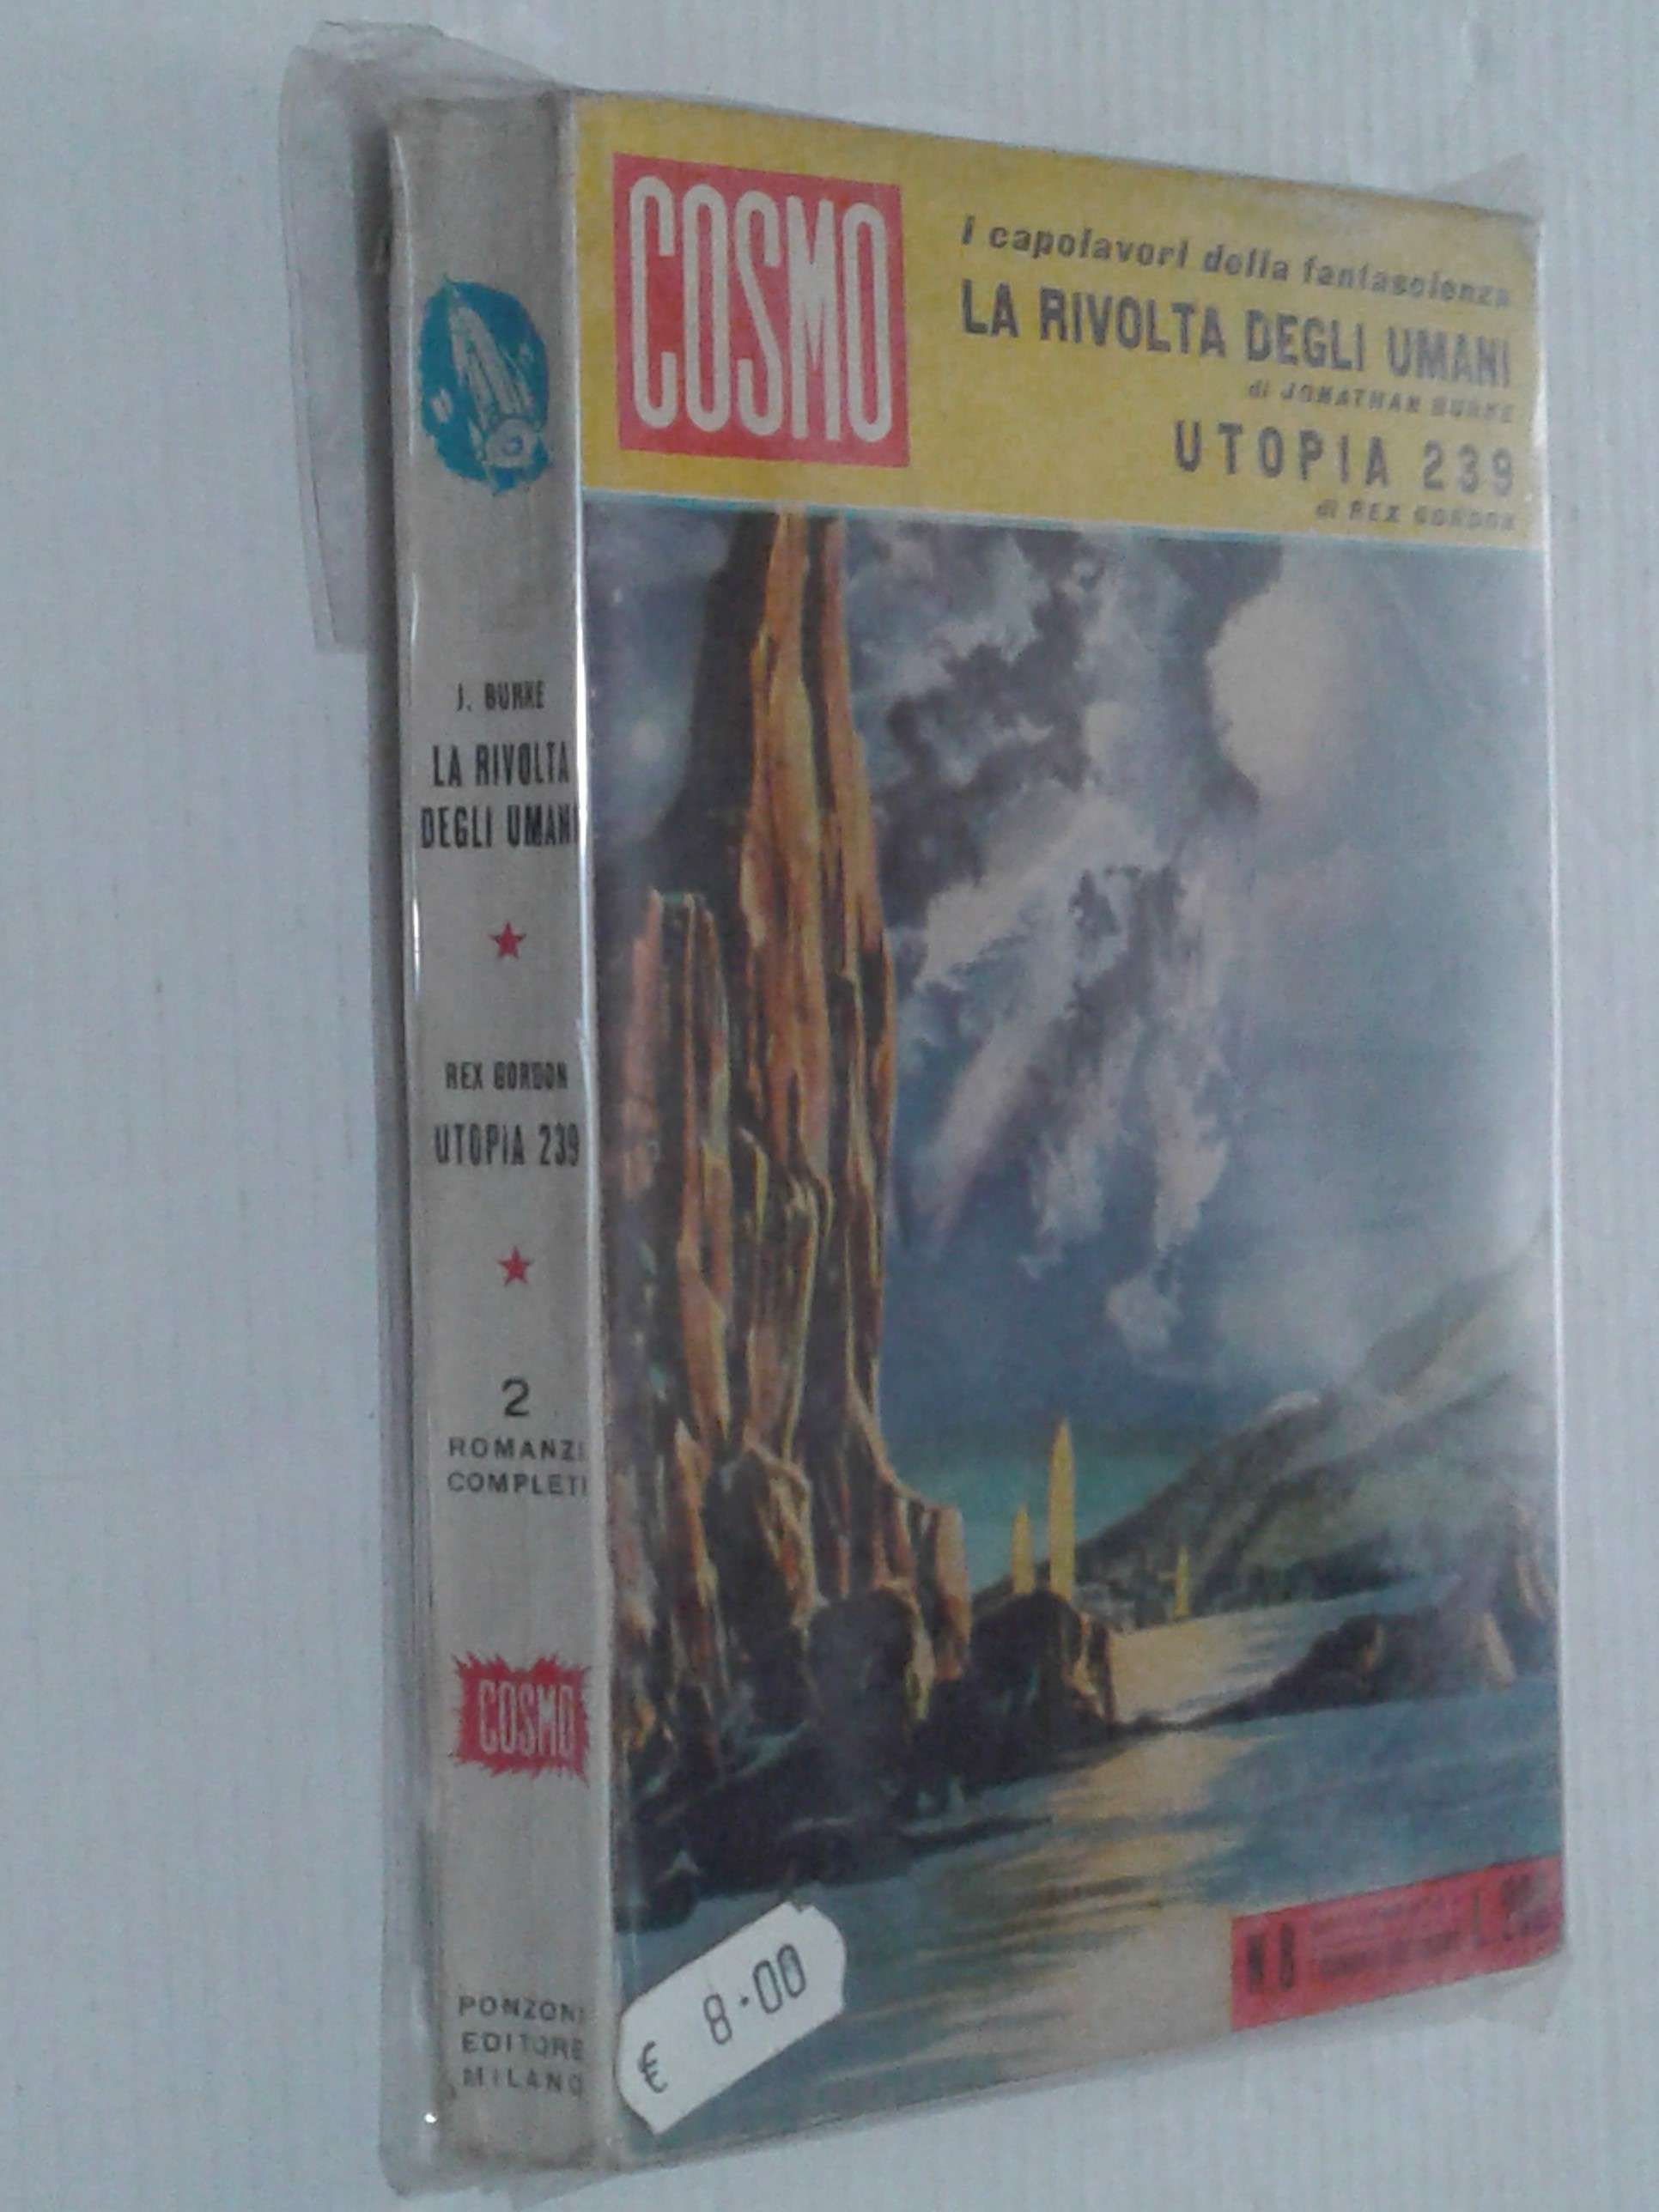 COSMO
I capolavori della fantascienza
LA RIVOLTA DEGLI UMANI
di JONATHAN BURKE
UTOPIA 239
di REX GORDON
J. BURKE
LA RIVOLTA
DEGLI UMANI
REX GORDON
UTOPIA 239
2
ROMANZI
COMPLETI
COSMO
PONZONI
EDITORE
MILANO
€ 8.00
N 8
L.